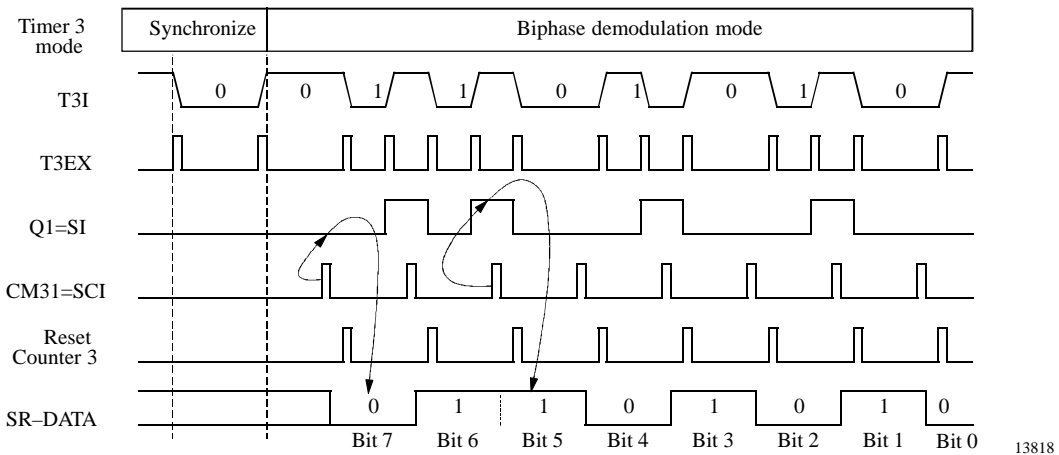 Timer 3 mode
Synchronize
Biphase demodulation mode
T3I
0 0 1 1 0 1 0 1 0
T3EX
Q1=SI
CM31=SCI
Reset
Counter 3
SR–DATA
0 1 1 0 1 0 1 0
Bit 7 Bit 6 Bit 5 Bit 4 Bit 3 Bit 2 Bit 1 Bit 0
13818